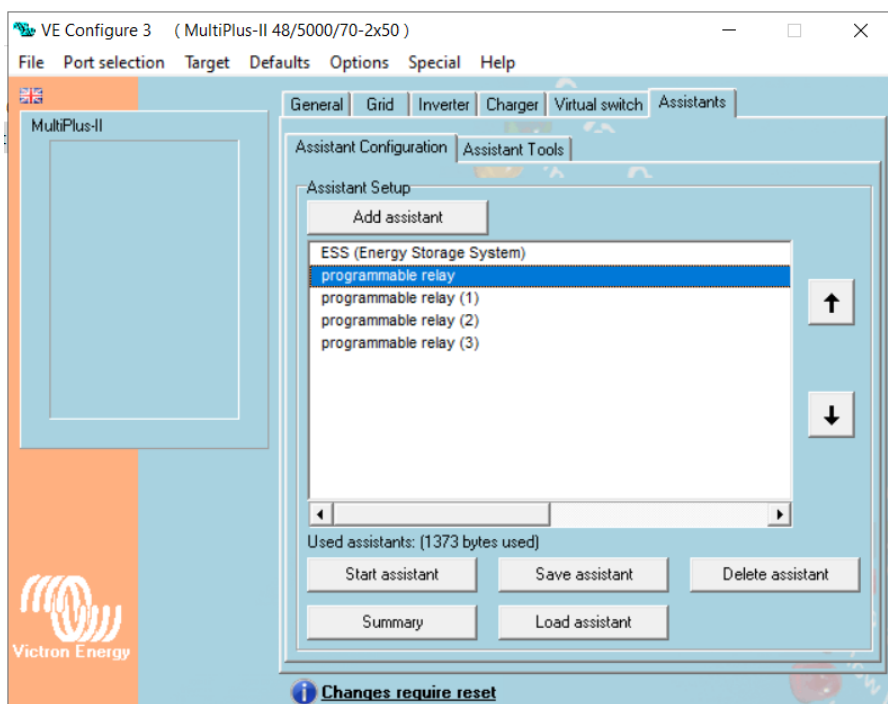 VE Configure 3 ( MultiPlus-II 48/5000/70-2x50 )
File Port selection Target Defaults Options Special Help
General Grid Inverter Charger Virtual switch Assistants
MultiPlus-II
Assistant Configuration Assistant Tools
Assistant Setup
Add assistant
ESS (Energy Storage System)
programmable relay
programmable relay (1)
programmable relay (2)
programmable relay (3)
Used assistants: (1373 bytes used)
Start assistant Save assistant Delete assistant
Summary Load assistant
Victron Energy
Changes require reset